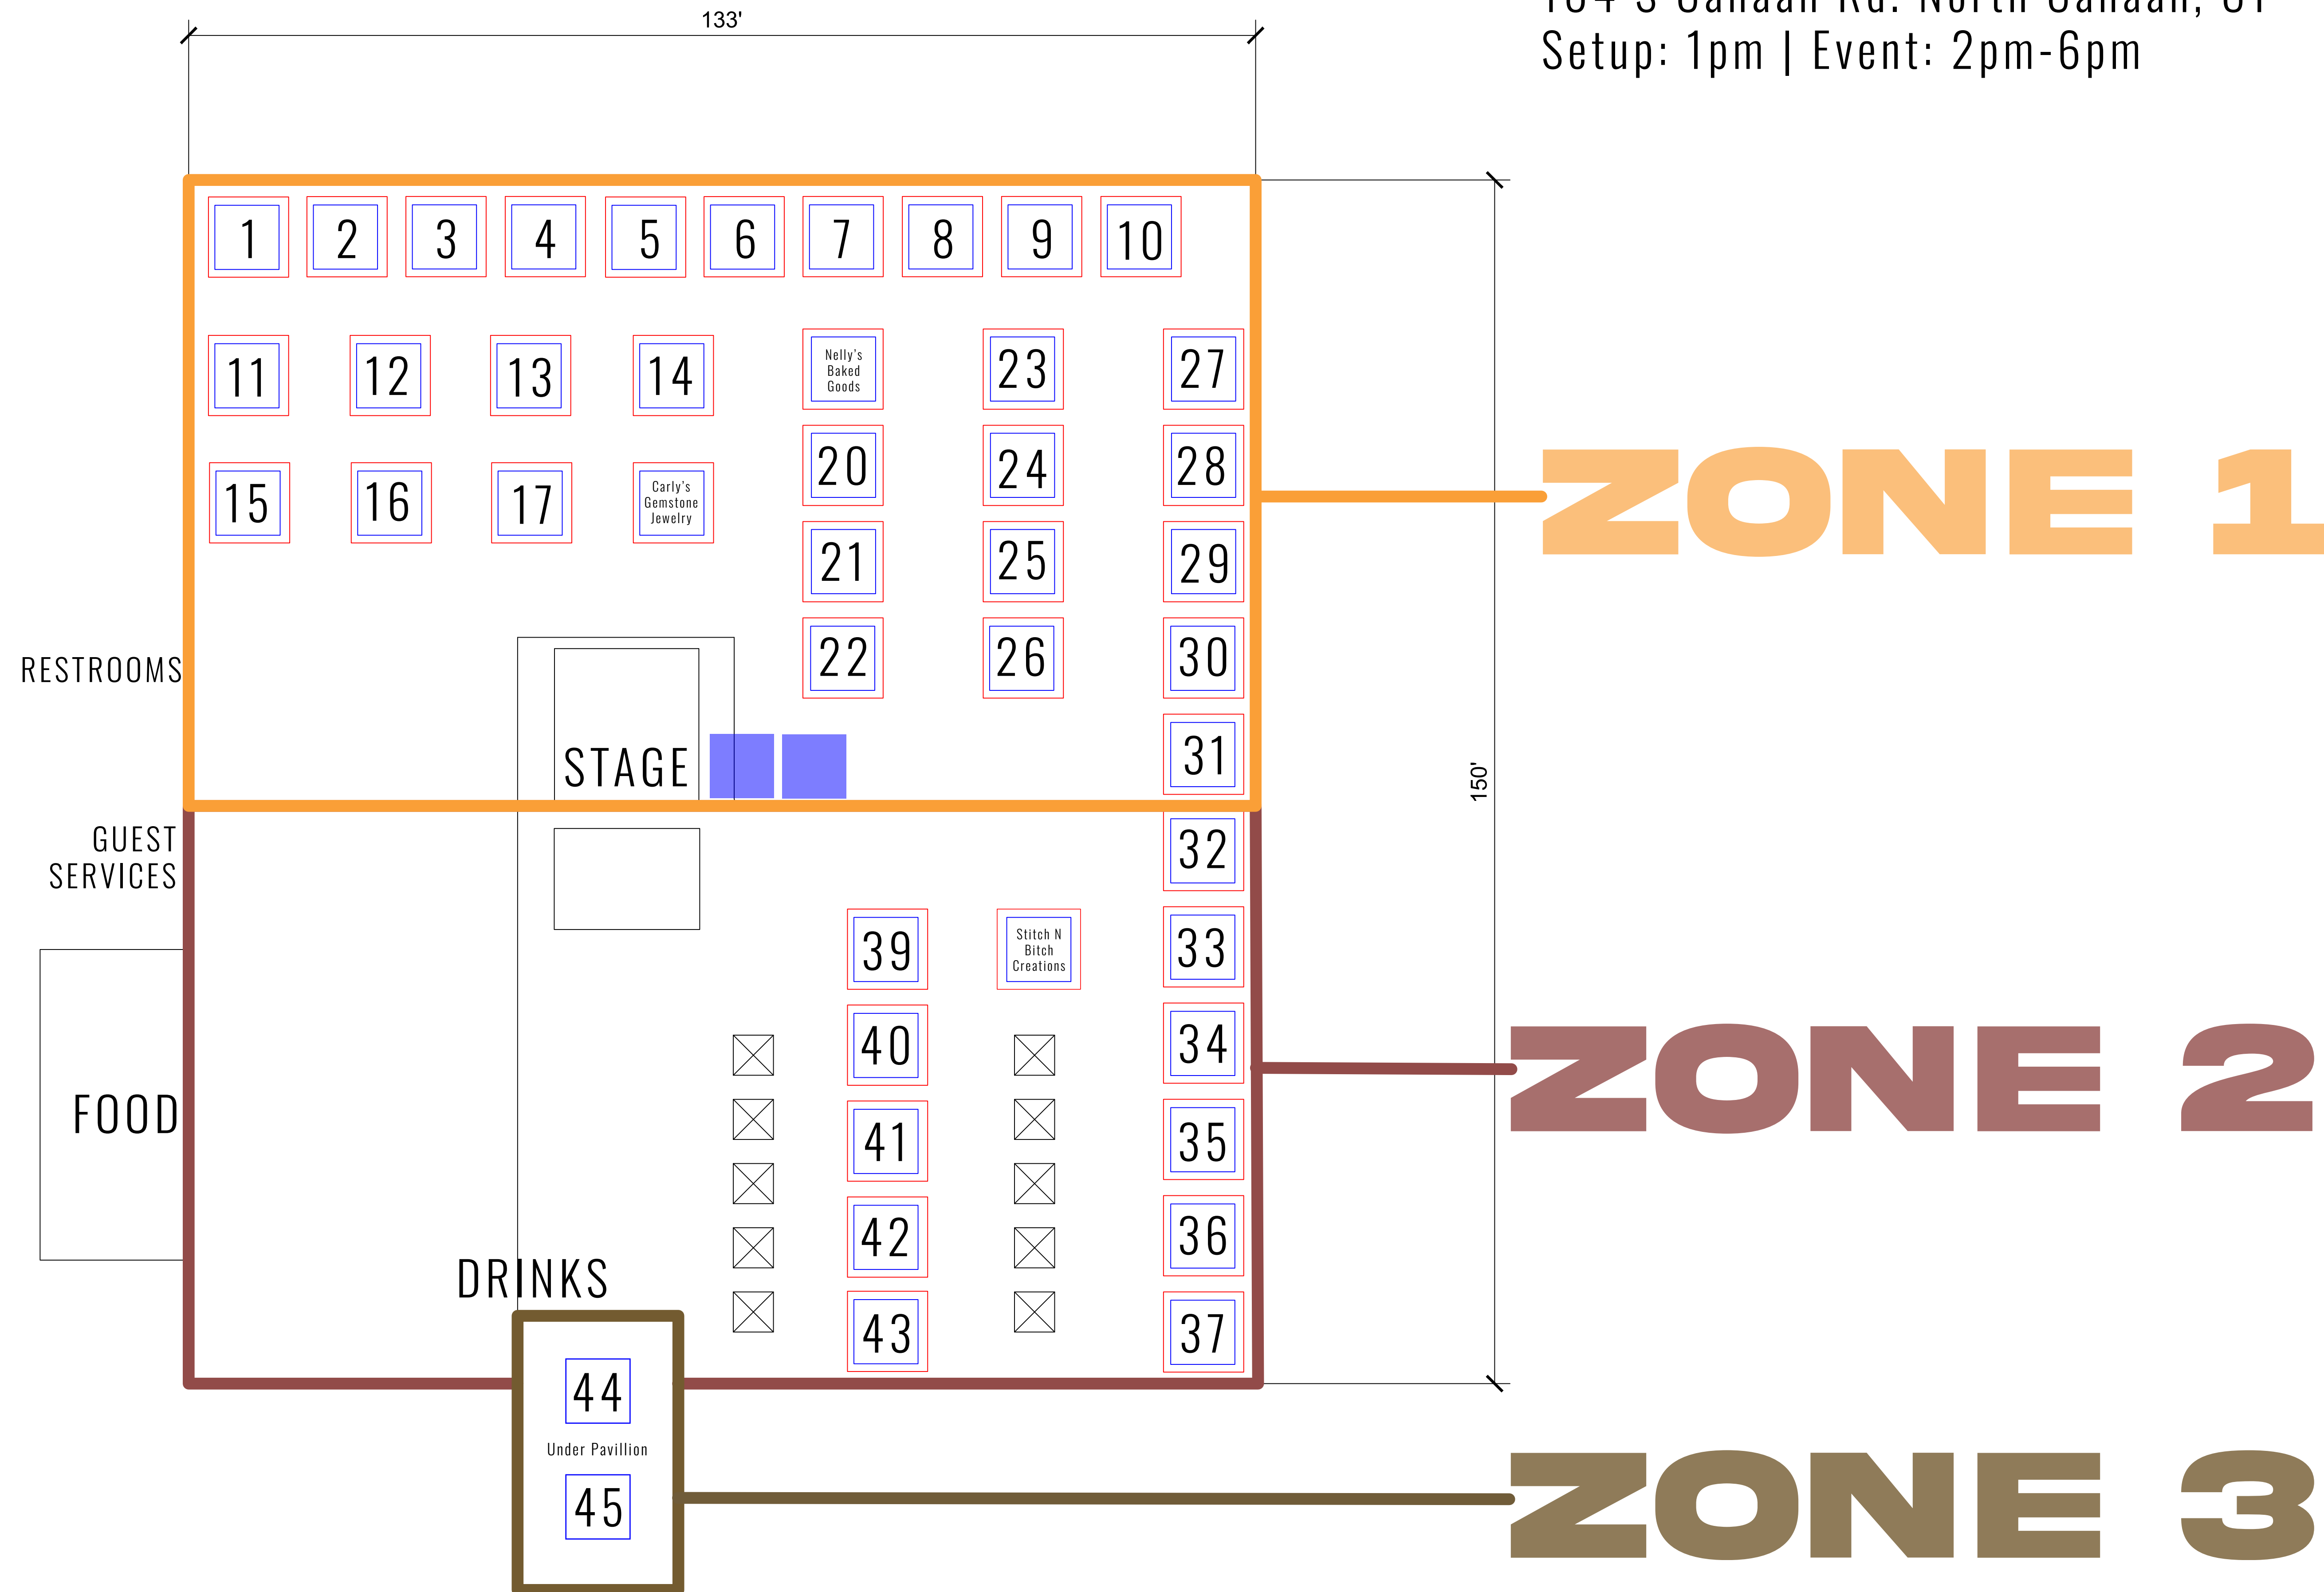 133'
Setup: 1pm | Event: 2pm-6pm
1 2 3 4 5 6 7 8 9 10
11 12 13 14
Nelly's
Baked
Goods
23 27
20 24 28
15 16 17
Carly's
Gemstone
Jewelry
ZONE 1
21 25 29
22 26 30
RESTROOMS
STAGE
31
150'
GUEST
SERVICES
32
39
Stitch N
Bitch
Creations
33
40 34
ZONE 2
FOOD
41 35
42 36
DRINKS
43 37
44
Under Pavillion
45
ZONE 3